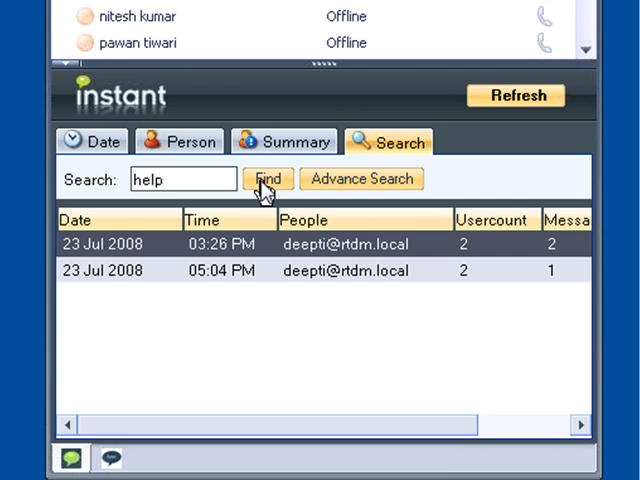 nitesh kumar Offline
pawan tiwari Offline
instant Refresh
Date Person Summary Search
Search: help Find Advance Search
Date Time People Usercount Messa
23 Jul 2008 03:26 PM deepti@rtdm.local 2 2
23 Jul 2008 05:04 PM deepti@rtdm.local 2 1